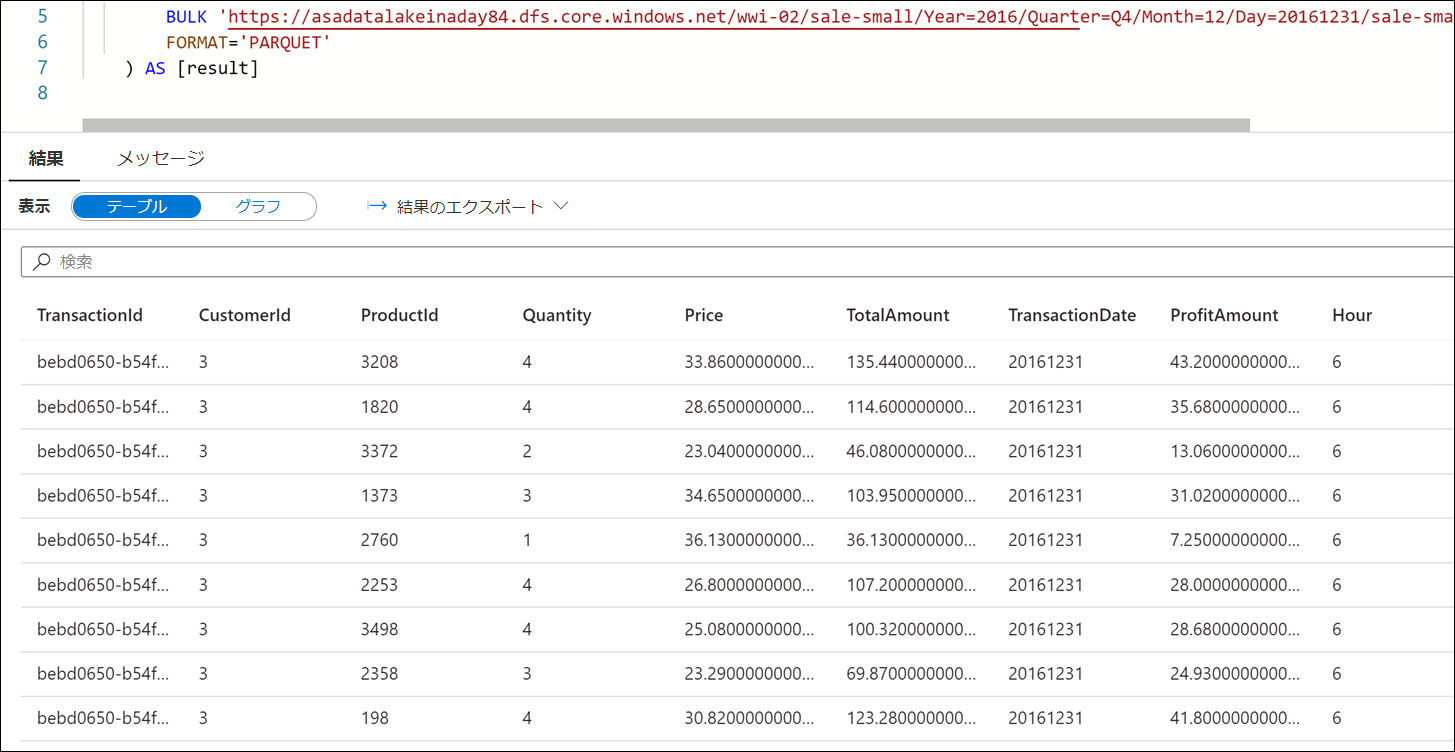 5 BULK 'https://asadatalakeinaday84.dfs.core.windows.net/wwi-02/sale-small/Year=2016/Quarter=Q4/Month=12/Day=20161231/sale-sma
6 FORMAT='PARQUET'
7 ) AS [result]
8
結果 メッセージ
表示 テーブル グラフ 結果のエクスポート
検索
TransactionId CustomerId ProductId Quantity Price TotalAmount TransactionDate ProfitAmount Hour
bebd0650-b54f... 3 3208 4 33.8600000000... 135.440000000... 20161231 43.2000000000... 6
bebd0650-b54f... 3 1820 4 28.6500000000... 114.600000000... 20161231 35.6800000000... 6
bebd0650-b54f... 3 3372 2 23.0400000000... 46.0800000000... 20161231 13.0600000000... 6
bebd0650-b54f... 3 1373 3 34.6500000000... 103.950000000... 20161231 31.0200000000... 6
bebd0650-b54f... 3 2760 1 36.1300000000... 36.1300000000... 20161231 7.25000000000... 6
bebd0650-b54f... 3 2253 4 26.8000000000... 107.200000000... 20161231 28.0000000000... 6
bebd0650-b54f... 3 3498 4 25.0800000000... 100.320000000... 20161231 28.6800000000... 6
bebd0650-b54f... 3 2358 3 23.2900000000... 69.8700000000... 20161231 24.9300000000... 6
bebd0650-b54f... 3 198 4 30.8200000000... 123.280000000... 20161231 41.8000000000... 6